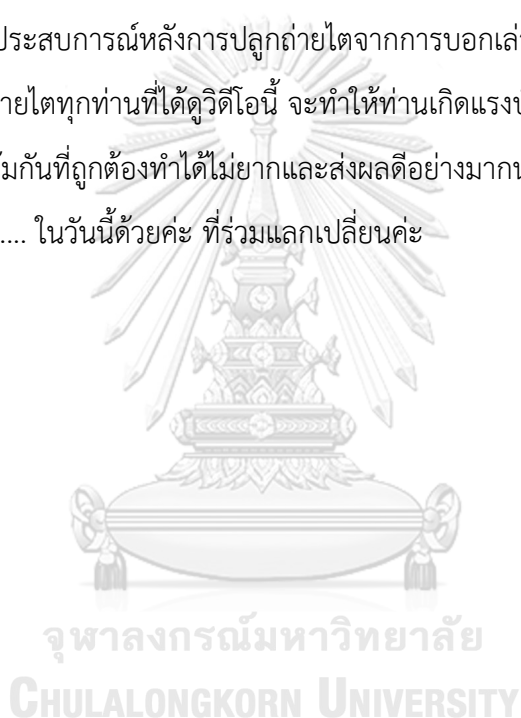 ประสบการณ์หลังการปลูกถ่ายไตจากการบอกเล่
ายไตทุกท่านที่ได้ดูวิดีโอนี้ จะทำให้ท่านเกิดแรงบ
มกันที่ถูกต้องทำได้ไม่ยากและส่งผลดีอย่างมาก
.... ในวันนี้ด้วยค่ะ ที่ร่วมแลกเปลี่ยนค่ะ
จุฬาลงกรณ์มหาวิทยาลัย
CHULALONGKORN UNIVERSITY